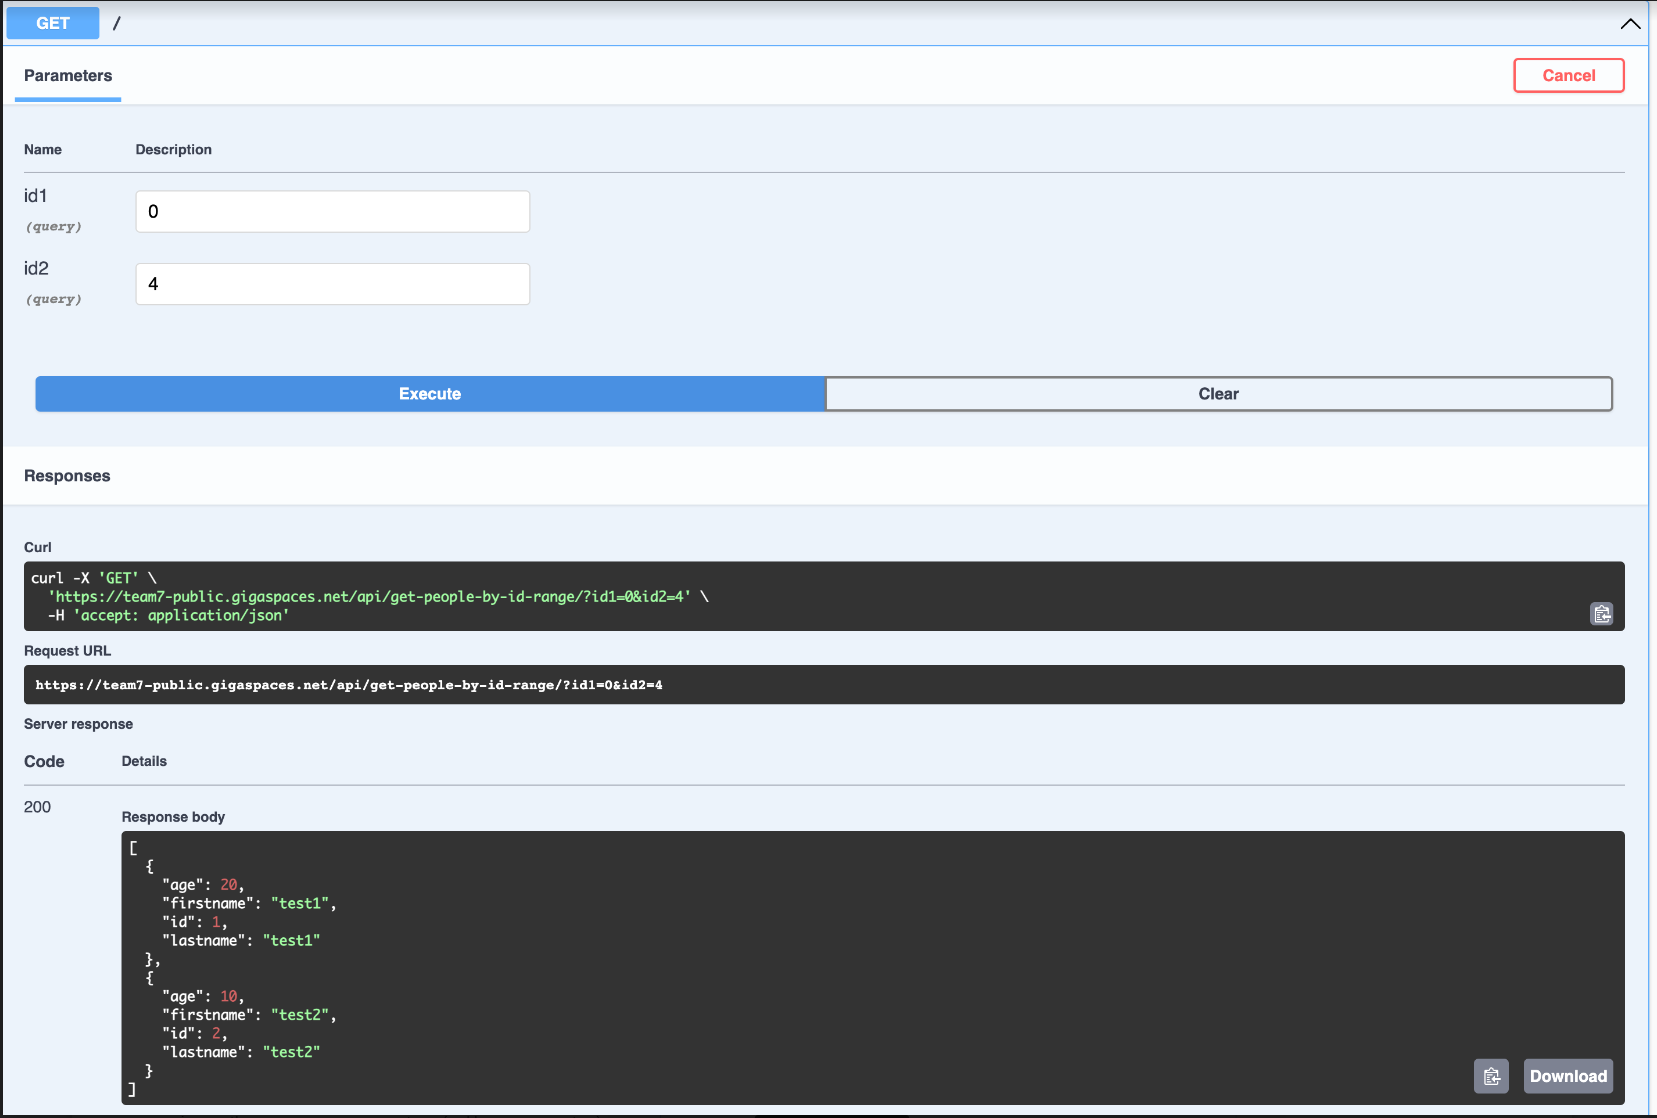 GET /
Parameters
Cancel
Name Description
id1
(query)
0
id2
(query)
4
Execute
Clear
Responses
Curl
curl -X 'GET' \
  'https://team7-public.gigaspaces.net/api/get-people-by-id-range/?id1=0&id2=4' \
  -H 'accept: application/json'
Request URL
https://team7-public.gigaspaces.net/api/get-people-by-id-range/?id1=0&id2=4
Server response
Code Details
200
Response body
[
  {
    "age": 20,
    "firstname": "test1",
    "id": 1,
    "lastname": "test1"
  },
  {
    "age": 10,
    "firstname": "test2",
    "id": 2,
    "lastname": "test2"
  }
]
Download